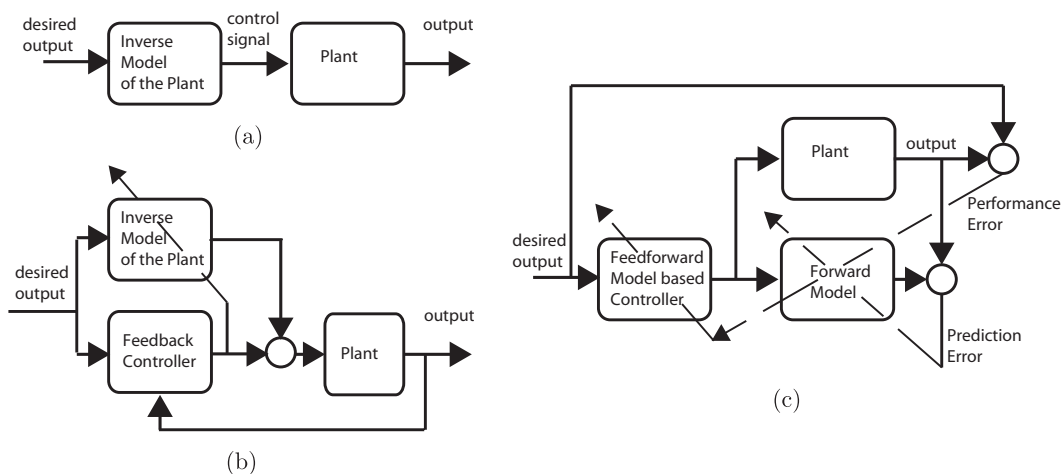 desired
output
Inverse
Model
of the Plant
control
signal
Plant
output
(a)
Inverse
Model
of the Plant
desired
output
Feedback
Controller
Plant
output
(b)
desired
output
Feedforward
Model based
Controller
Plant
output
Forward
Model
Performance
Error
Prediction
Error
(c)